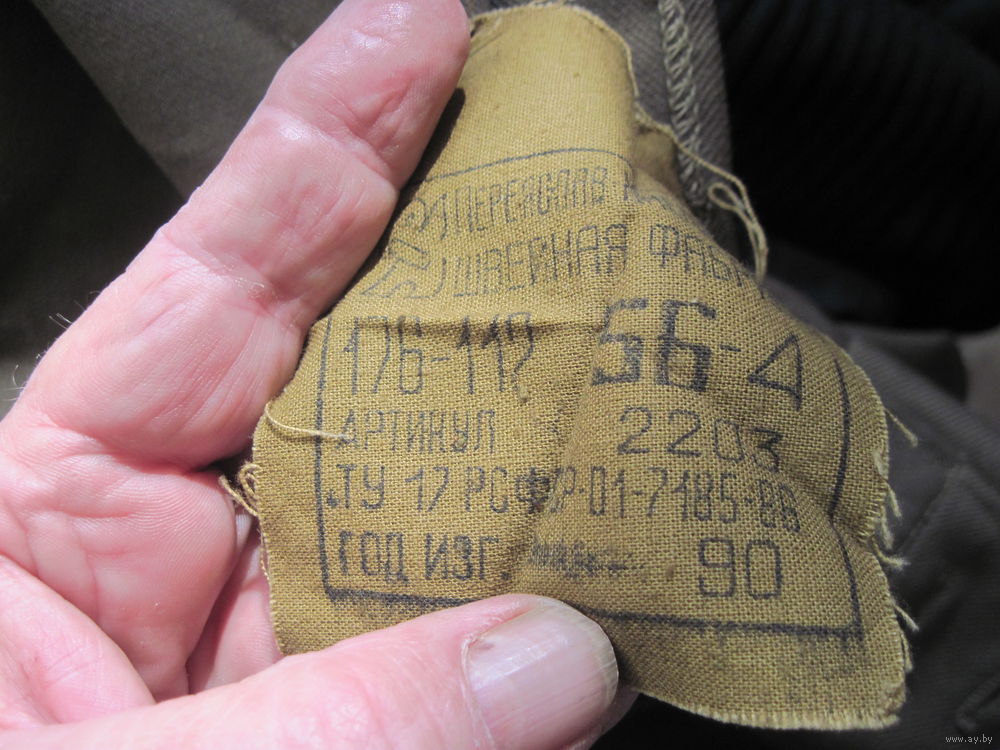 ПЕРЕЯСЛАВ
ШВЕЙНАЯ ФАБР
176-112 56-4
АРТИКУЛ 2203
ТУ 17 РСФСР-01-7185-88
ГОД ИЗГ 90
www.ay.by